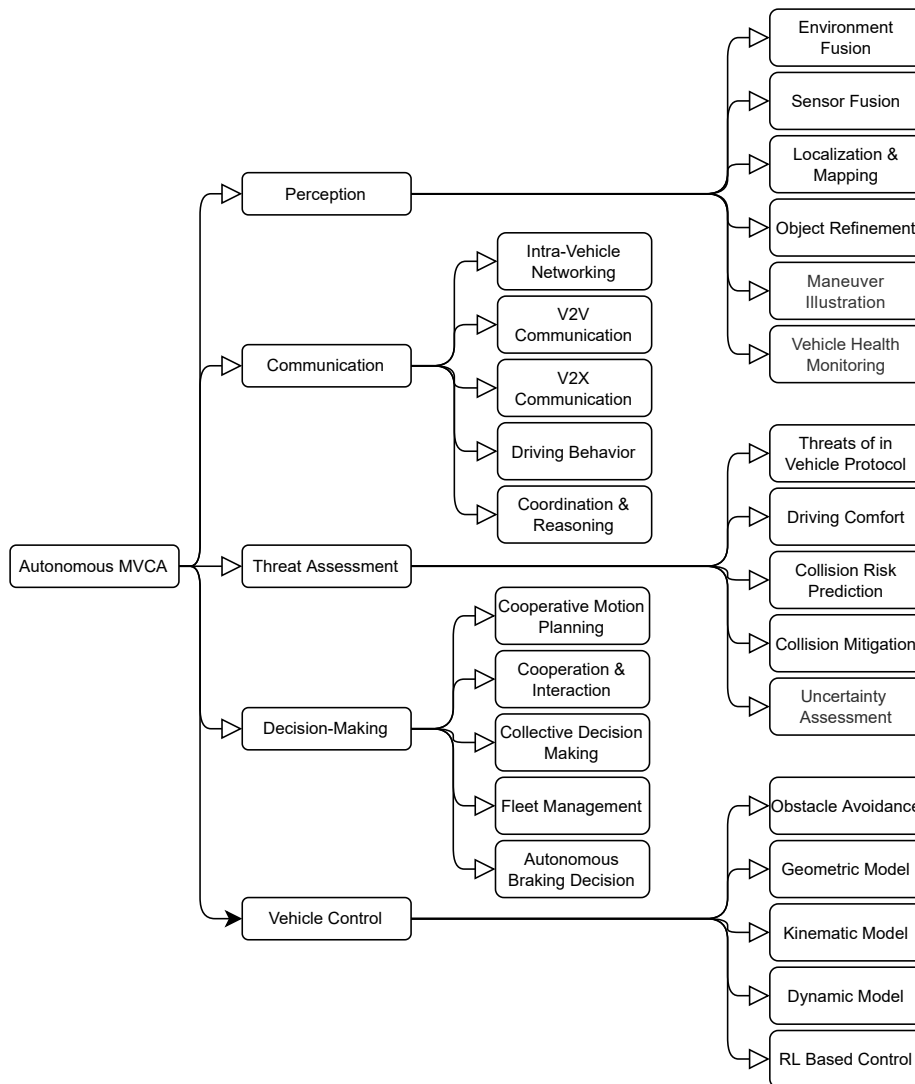 Environment
Fusion
Sensor Fusion
Localization &
Mapping
Object Refinement
Maneuver
Illustration
Vehicle Health
Monitoring
Perception
Intra-Vehicle
Networking
V2V
Communication
V2X
Communication
Driving Behavior
Coordination &
Reasoning
Communication
Threats of in
Vehicle Protocol
Driving Comfort
Collision Risk
Prediction
Collision Mitigation
Uncertainty
Assessment
Autonomous MVCA
Threat Assessment
Cooperative Motion
Planning
Cooperation &
Interaction
Collective Decision
Making
Fleet Management
Autonomous
Braking Decision
Decision-Making
Obstacle Avoidance
Geometric Model
Kinematic Model
Dynamic Model
RL Based Control
Vehicle Control